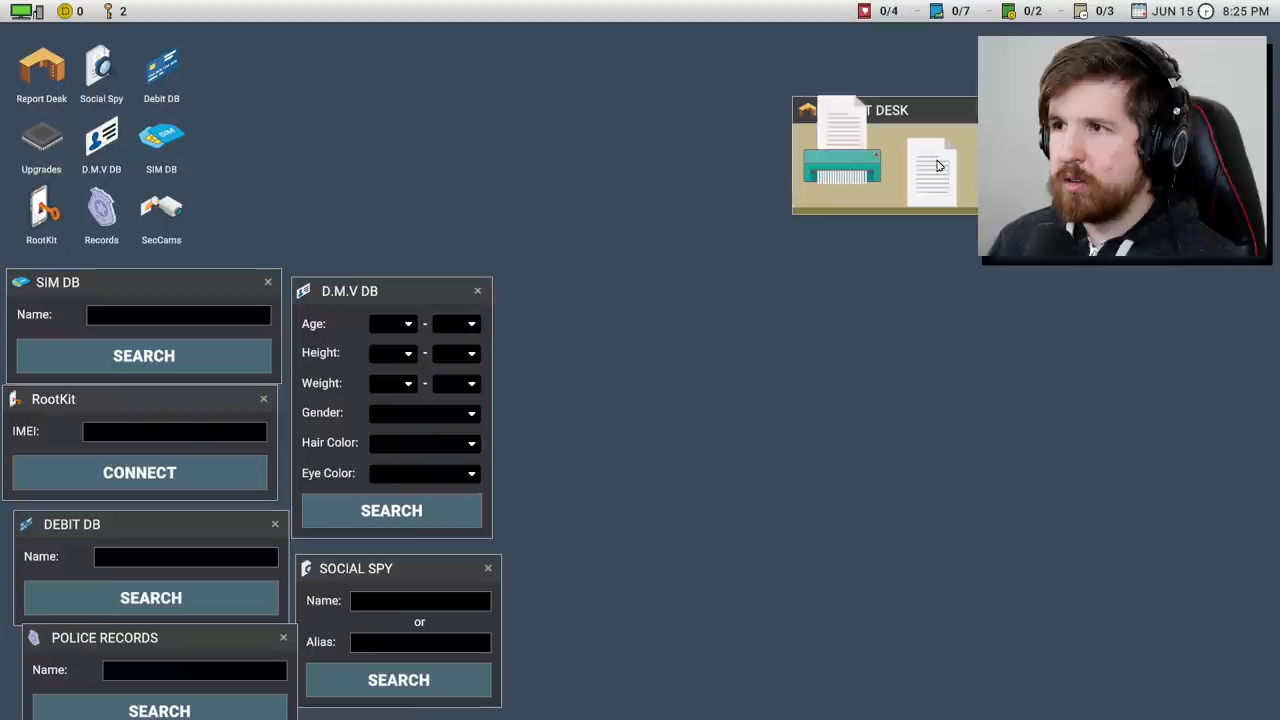 0
2
0/4
0/7
0/2
0/3
JUN 15
8:25 PM
Report Desk
Social Spy
Debit DB
Upgrades
D.M.V DB
SIM DB
RootKit
Records
SecCams
T DESK
SIM DB
Name:
SEARCH
RootKit
IMEI:
CONNECT
DEBIT DB
Name:
SEARCH
POLICE RECORDS
Name:
SEARCH
D.M.V DB
Age: -
Height: -
Weight: -
Gender:
Hair Color:
Eye Color:
SEARCH
SOCIAL SPY
Name:
or
Alias:
SEARCH